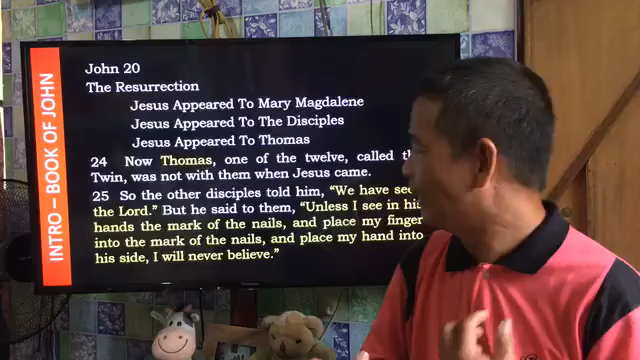 INTRO – BOOK OF JOHN
John 20
The Resurrection
Jesus Appeared To Mary Magdalene
Jesus Appeared To The Disciples
Jesus Appeared To Thomas
24 Now Thomas, one of the twelve, called
Twin, was not with them when Jesus came.
25 So the other disciples told him, “We have
the Lord.” But he said to them, “Unless I see in his
hands the mark of the nails, and place my finger
into the mark of the nails, and place my hand into
his side, I will never believe.”